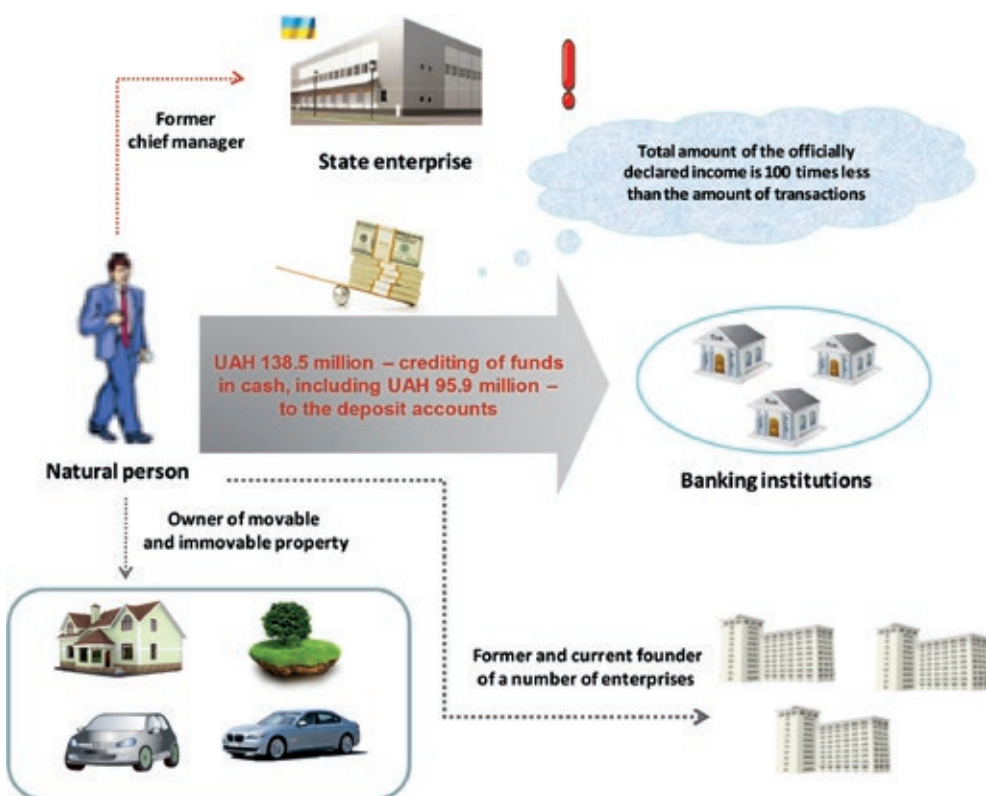 Former
chief manager
State enterprise
Total amount of the officially
declared income is 100 times less
than the amount of transactions
UAH 138.5 million – crediting of funds
in cash, including UAH 95.9 million –
to the deposit accounts
Natural person
Banking institutions
Owner of movable
and immovable property
Former and current founder
of a number of enterprises